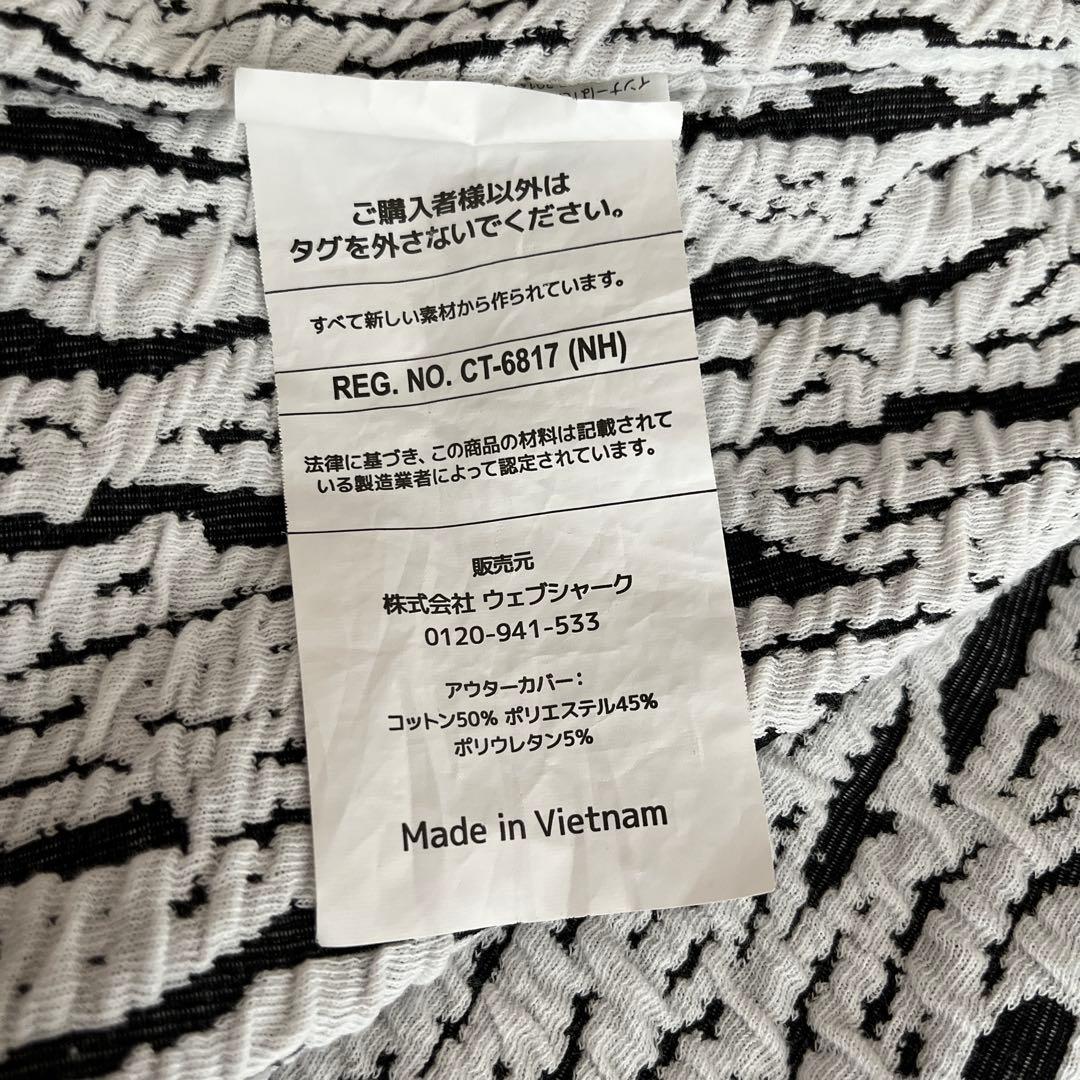 ご購入者様以外は
タグを外さないでください。
すべて新しい素材から作られています。
REG. NO. CT-6817 (NH)
法律に基づき、この商品の材料は記載されて
いる製造業者によって認定されています。
販売元
株式会社 ウェブシャーク
0120-941-533
アウターカバー:
コットン50% ポリエステル45%
ポリウレタン5%
Made in Vietnam